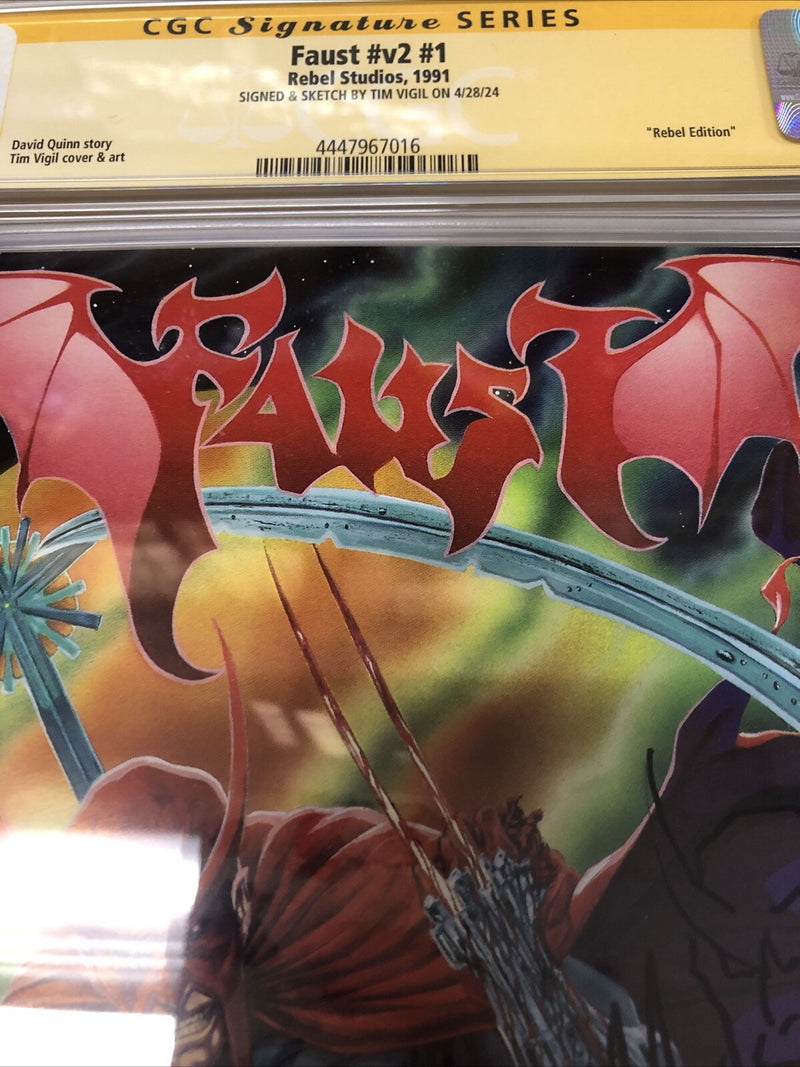 CGC Signature SERIES
Faust #v2 #1
Rebel Studios, 1991
SIGNED & SKETCH BY TIM VIGIL ON 4/28/24
David Quinn story
Tim Vigil cover & art
4447967016
"Rebel Edition"
FAUST